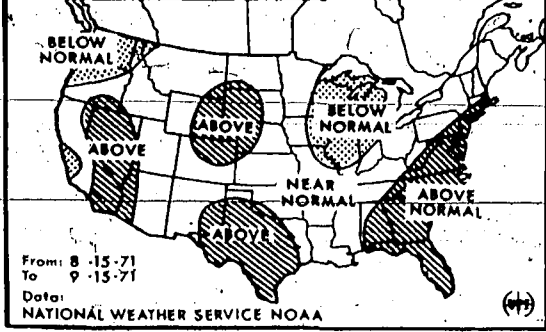 BELOW
NORMAL
ABOVE
ABOVE
BELOW
NORMAL
NEAR
NORMAL
ABOVE
NORMAL
ABOVE
From: 8-15-71
To 9-15-71
Data:
NATIONAL WEATHER SERVICE NOAA